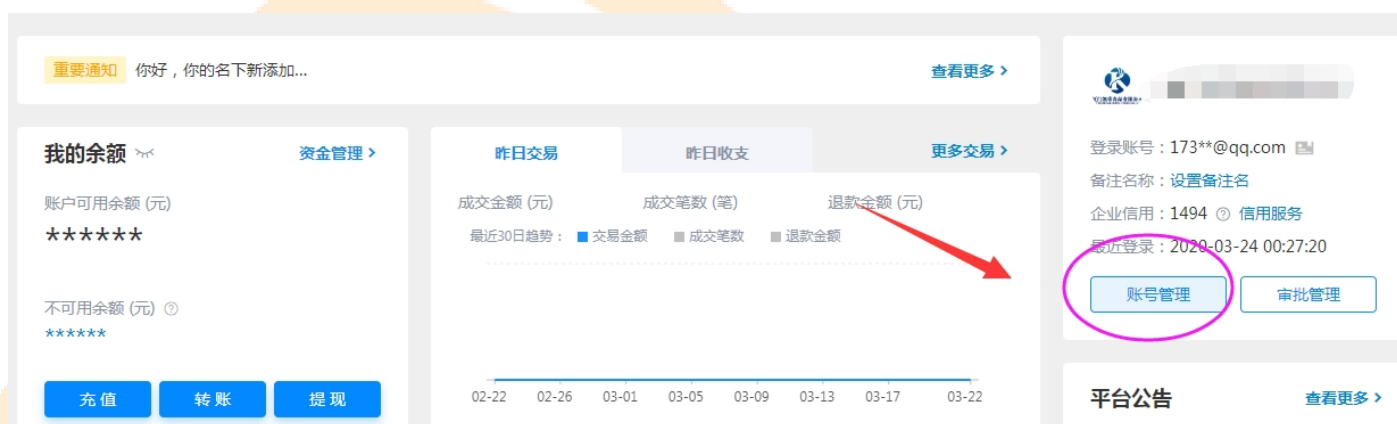 重要通知 你好，你的名下新添加... 查看更多 >
我的余额 资金管理 >
账户可用余额 (元)
******
不可用余额 (元) ?
******
充值 转账 提现
昨日交易 昨日收支 更多交易 >
成交金额 (元) 成交笔数 (笔) 退款金额 (元)
最近30日趋势： 交易金额 成交笔数 退款金额
02-22 02-26 03-01 03-05 03-09 03-13 03-17 03-22
登录账号：173**@qq.com
备注名称：设置备注名
企业信用：1494 ? 信用服务
最近登录：2020-03-24 00:27:20
账号管理 审批管理
平台公告 查看更多 >